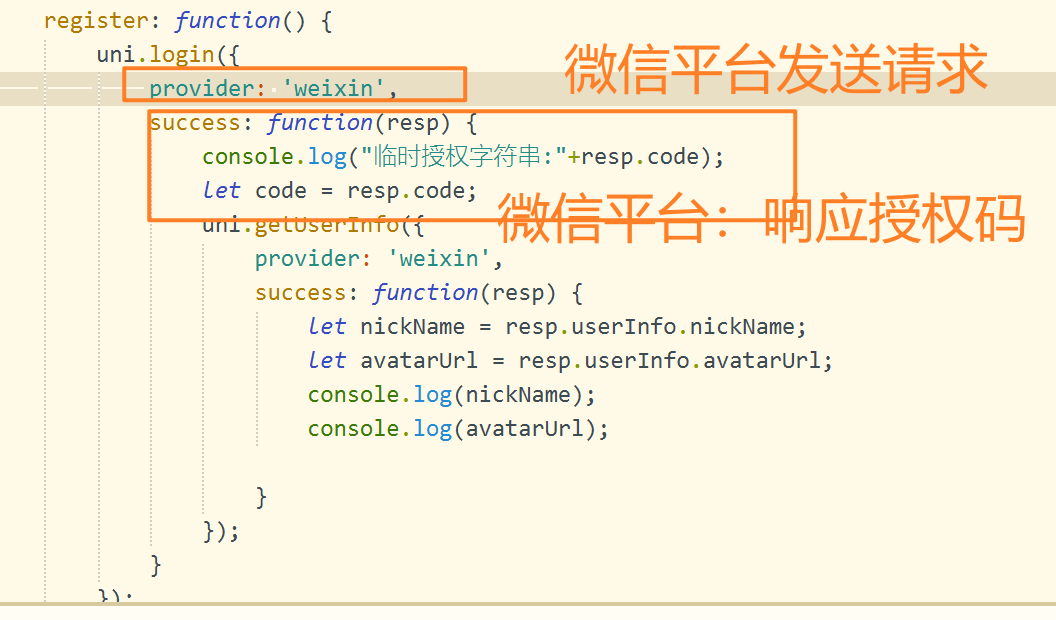 register: function() {
uni.login({
微信平台发送请求
provider: 'weixin',
success: function(resp) {
console.log("临时授权字符串:"+resp.code);
let code = resp.code;
微信平台：响应授权码
uni.getUserInfo({
provider: 'weixin',
success: function(resp) {
let nickName = resp.userInfo.nickName;
let avatarUrl = resp.userInfo.avatarUrl;
console.log(nickName);
console.log(avatarUrl);
}
});
}
});